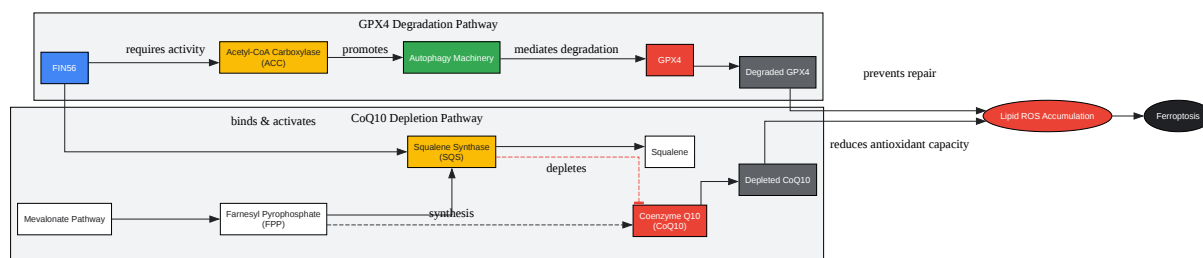 GPX4 Degradation Pathway
FIN56
requires activity
Acetyl-CoA Carboxylase
(ACC)
promotes
Autophagy Machinery
mediates degradation
GPX4
Degraded GPX4
prevents repair
CoQ10 Depletion Pathway
binds & activates
Squalene Synthase
(SQS)
Squalene
depletes
Depleted CoQ10
reduces antioxidant capacity
Lipid ROS Accumulation
Ferroptosis
Mevalonate Pathway
Farnesyl Pyrophosphate
(FPP)
synthesis
Coenzyme Q10
(CoQ10)